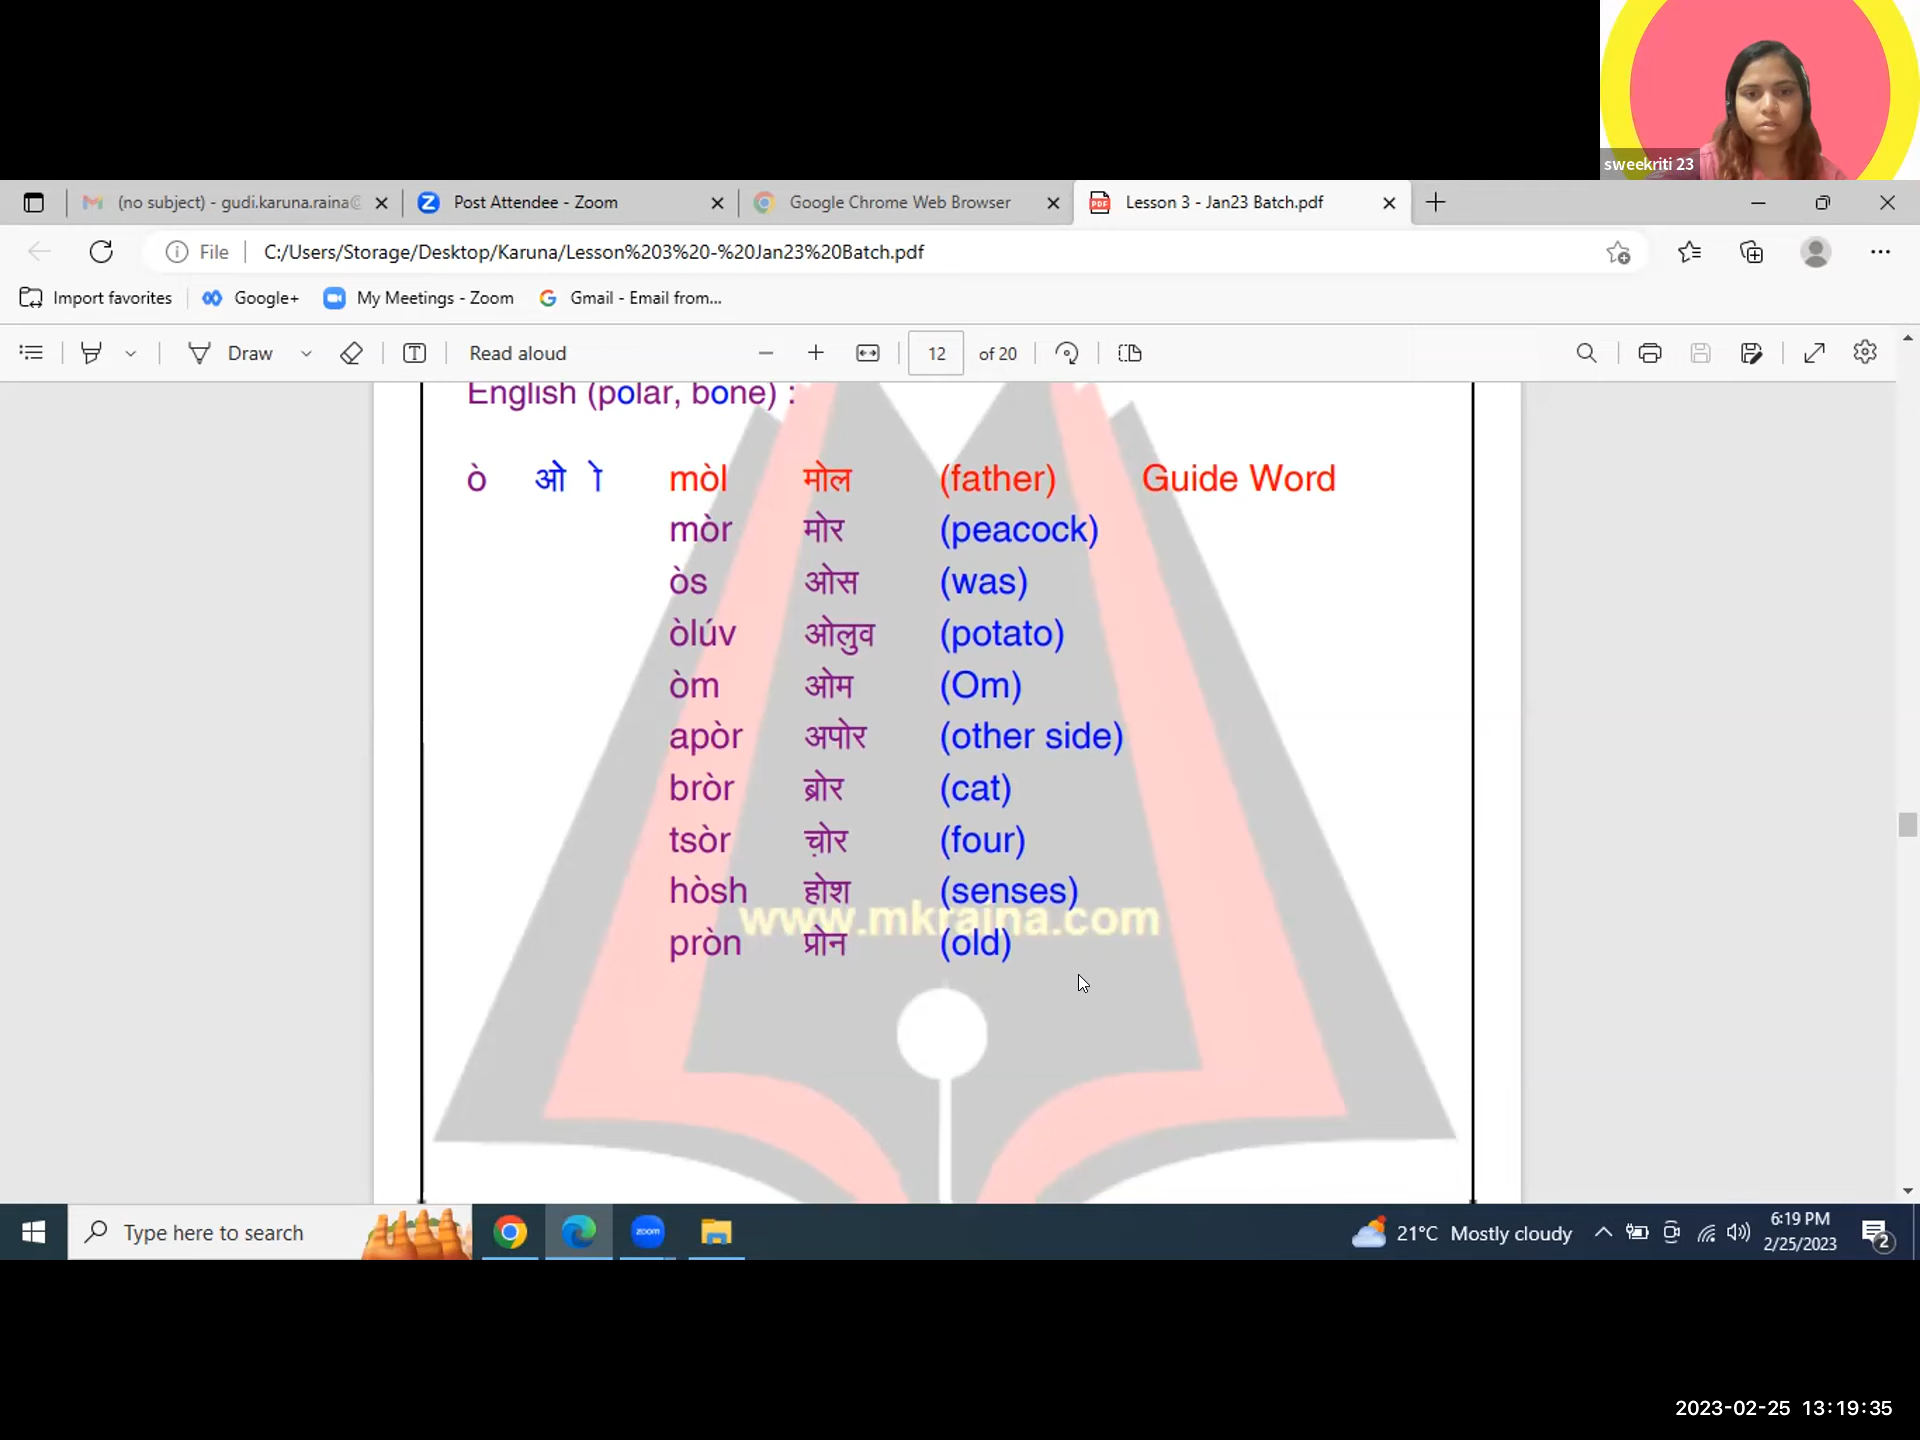 sweekriti 23
(no subject) - gudi.karuna.raina@
Post Attendee - Zoom
Google Chrome Web Browser
Lesson 3 - Jan23 Batch.pdf
File C:/Users/Storage/Desktop/Karuna/Lesson%203%20-%20Jan23%20Batch.pdf
Import favorites Google+ My Meetings - Zoom Gmail - Email from...
Draw Read aloud 12 of 20
English (polar, bone) :
ò ओ ो mòl मोल (father) Guide Word
mòr मोर (peacock)
òs ओस (was)
òlúv ओलुव (potato)
òm ओम (Om)
apòr अपोर (other side)
bròr ब्रोर (cat)
tsòr च़ोर (four)
hòsh होश (senses)
www.mkraina.com
pròn प्रोन (old)
Type here to search
zoom
21°C Mostly cloudy
6:19 PM
2/25/2023
2
2023-02-25 13:19:35